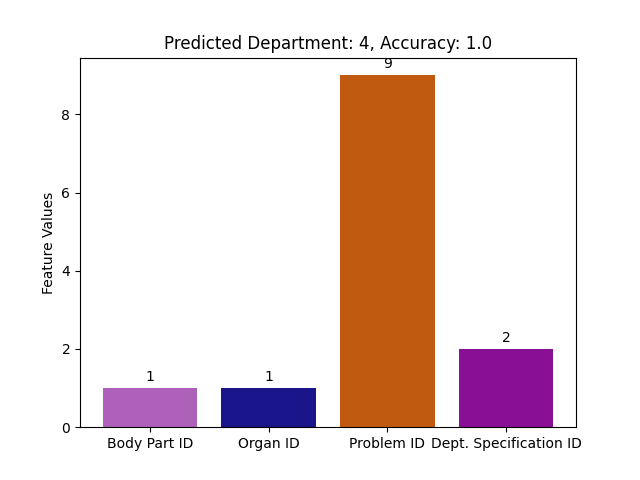 Predicted Department: 4, Accuracy: 1.0
Feature Values
8
6
4
2
0
1
1
9
2
Body Part ID
Organ ID
Problem ID
Dept. Specification ID